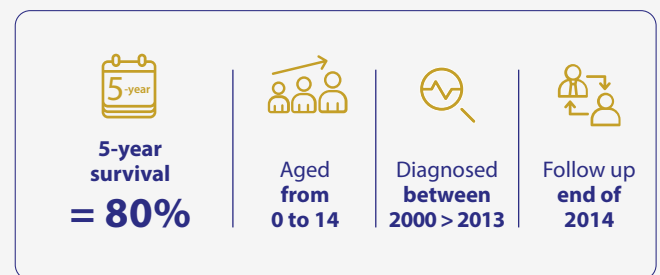 5-year
5-year
survival
= 80%
Aged
from
0 to 14
Diagnosed
between
2000 > 2013
Follow up
end of
2014